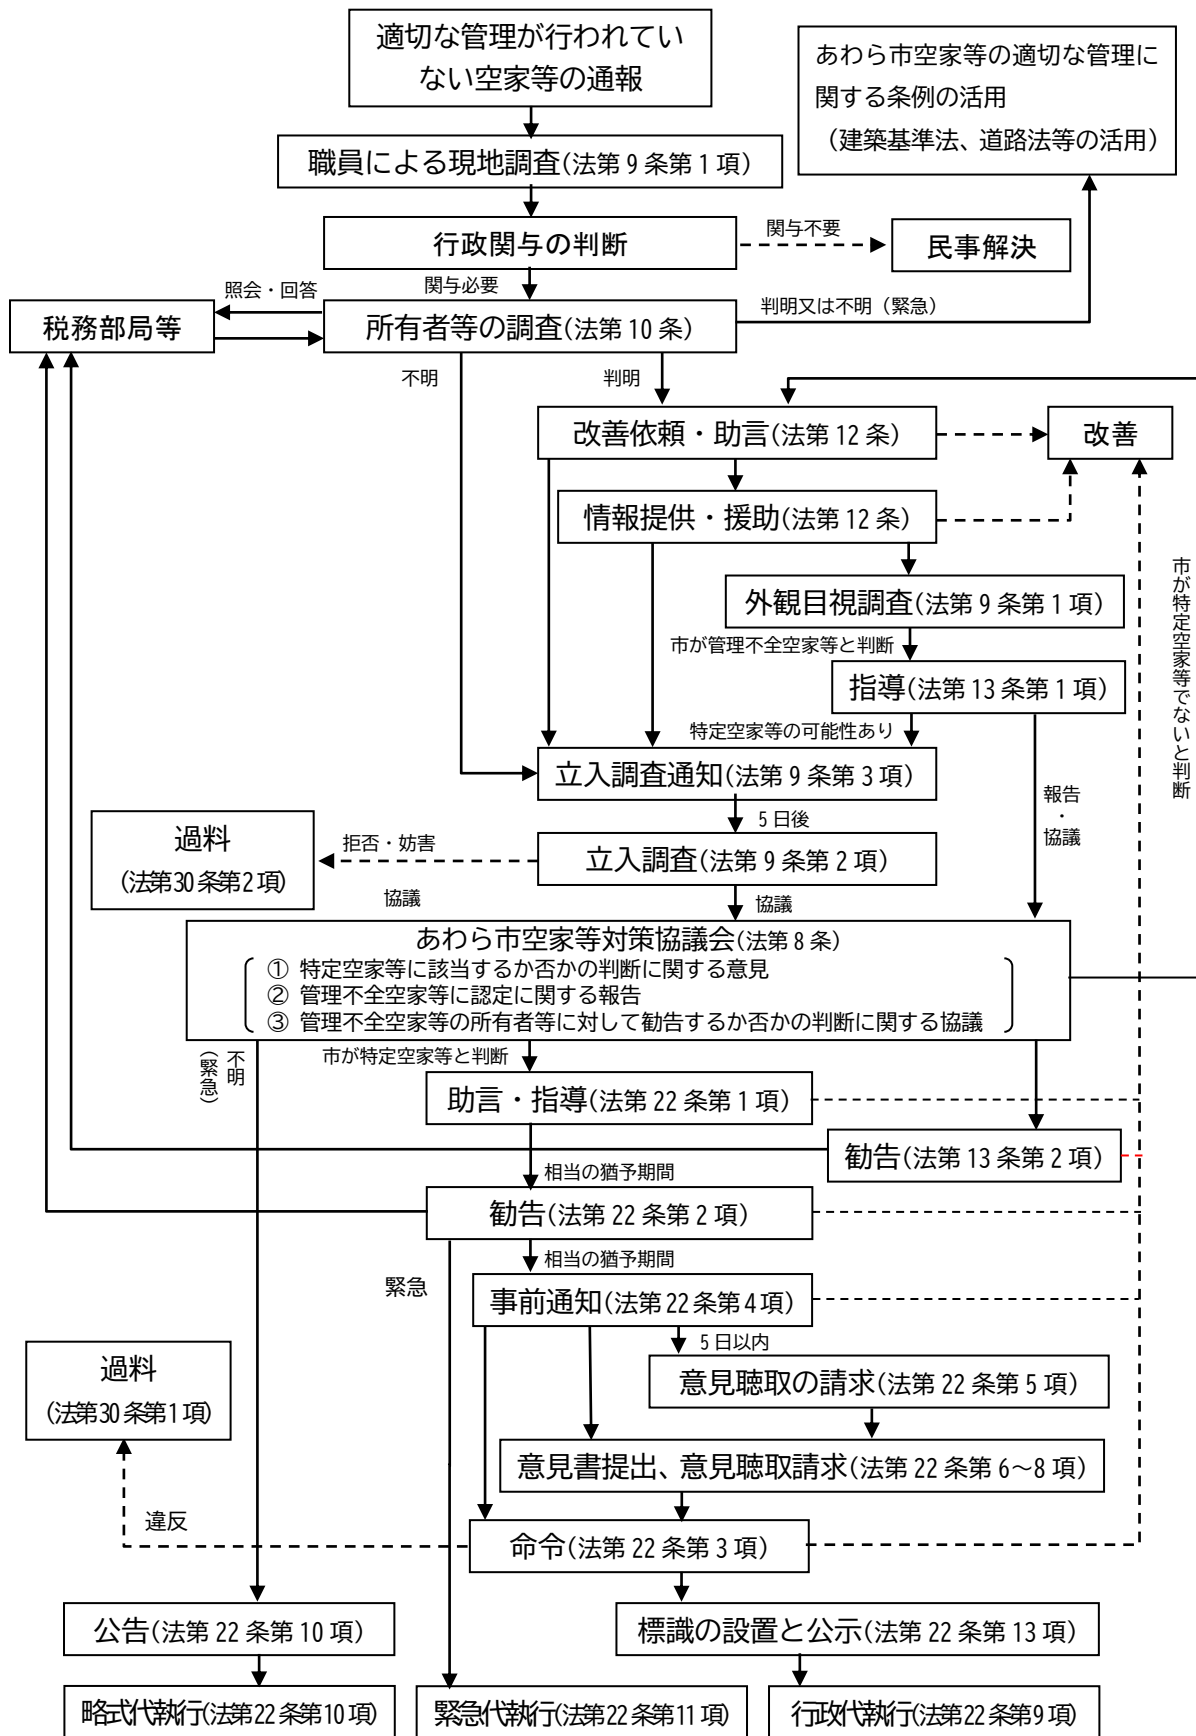 適切な管理が行われてい
ない空家等の通報
あわら市空家等の適切な管理に
関する条例の活用
（建築基準法、道路法等の活用）
職員による現地調査(法第9条第1項)
行政関与の判断
関与不要
民事解決
関与必要
照会・回答
税務部局等
所有者等の調査(法第10条)
判明又は不明（緊急）
不明
判明
改善依頼・助言(法第12条)
改善
情報提供・援助(法第12条)
外観目視調査(法第9条第1項)
市が管理不全空家等と判断
指導(法第13条第1項)
市が特定空家等でないと判断
特定空家等の可能性あり
立入調査通知(法第9条第3項)
報告・協議
5日後
過料
(法第30条第2項)
拒否・妨害
立入調査(法第9条第2項)
協議
協議
あわら市空家等対策協議会(法第8条)
① 特定空家等に該当するか否かの判断に関する意見
② 管理不全空家等に認定に関する報告
③ 管理不全空家等の所有者等に対して勧告するか否かの判断に関する協議
不明
（緊急）
市が特定空家等と判断
助言・指導(法第22条第1項)
勧告(法第13条第2項)
相当の猶予期間
勧告(法第22条第2項)
相当の猶予期間
緊急
事前通知(法第22条第4項)
5日以内
過料
(法第30条第1項)
意見聴取の請求(法第22条第5項)
意見書提出、意見聴取請求(法第22条第6～8項)
違反
命令(法第22条第3項)
公告(法第22条第10項)
標識の設置と公示(法第22条第13項)
略式代執行(法第22条第10項)
緊急代執行(法第22条第11項)
行政代執行(法第22条第9項)